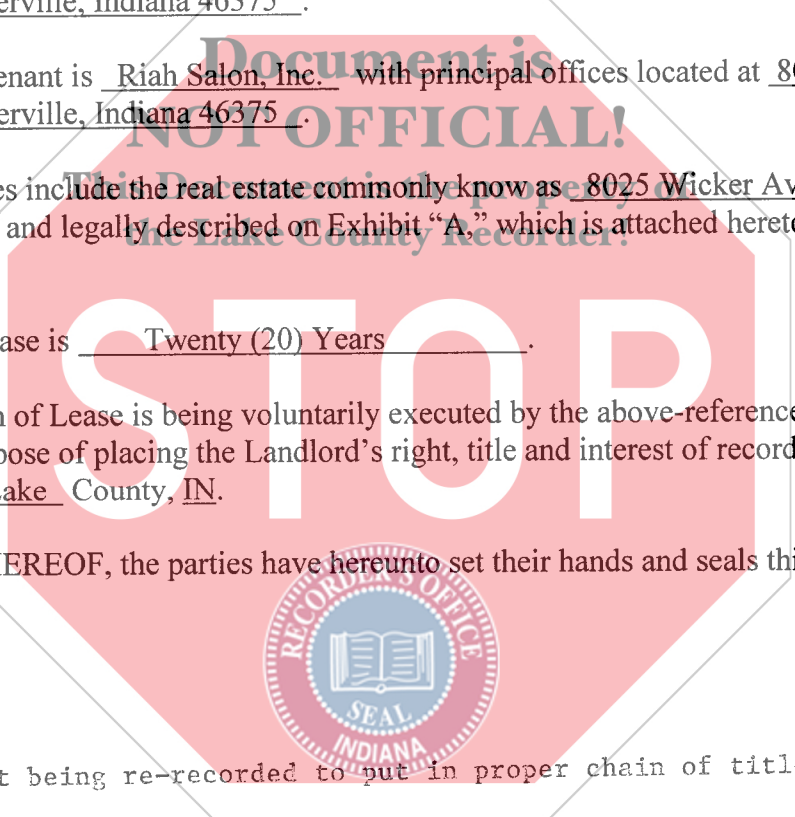 erville, Indiana 46375 .
Document is
enant is Riah Salon, Inc. with principal offices located at 80
erville, Indiana 46375 .
NOT OFFICIAL!
es include the real estate commonly know as 8025 Wicker Av
This Document is the property of
and legally described on Exhibit “A,” which is attached hereto
the Lake County Recorder!
ase is Twenty (20) Years .
STOP
n of Lease is being voluntarily executed by the above-reference
pose of placing the Landlord’s right, title and interest of record
Lake County, IN.
HEREOF, the parties have hereunto set their hands and seals thi
RECORDER'S OFFICE
SEAL
INDIANA
t being re-recorded to put in proper chain of titl